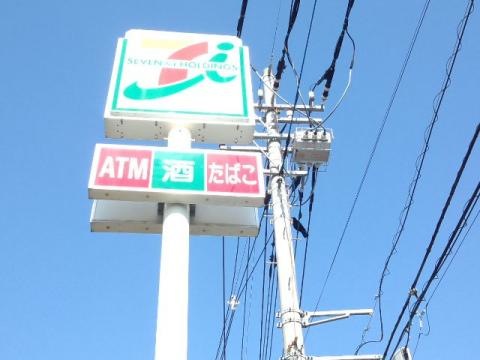 SEVEN & i HOLDINGS
ATM 酒 たばこ